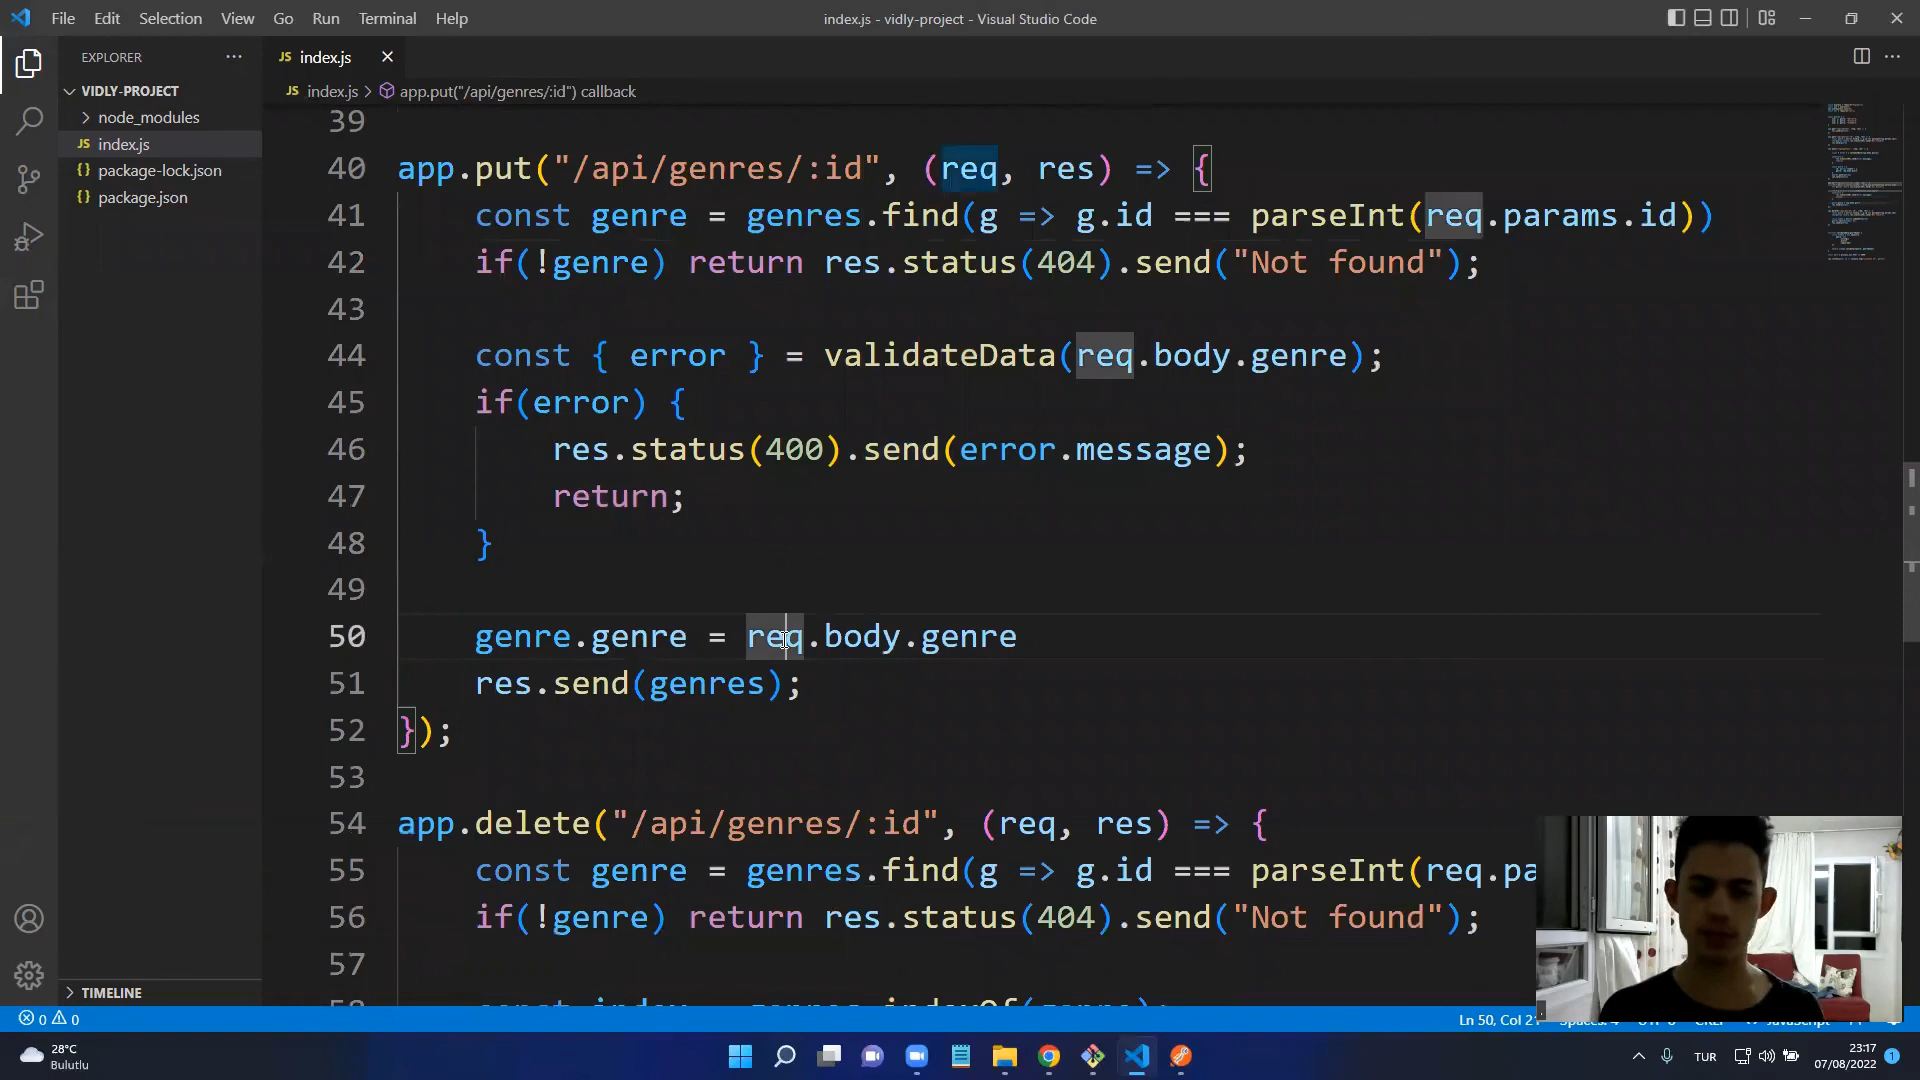 File Edit Selection View Go Run Terminal Help
index.js - vidly-project - Visual Studio Code
EXPLORER
VIDLY-PROJECT
node_modules
JS index.js
{} package-lock.json
{} package.json
TIMELINE
JS index.js
JS index.js > app.put("/api/genres/:id") callback
39
40 app.put("/api/genres/:id", (req, res) => {
41 const genre = genres.find(g => g.id === parseInt(req.params.id))
42 if(!genre) return res.status(404).send("Not found");
43
44 const { error } = validateData(req.body.genre);
45 if(error) {
46 res.status(400).send(error.message);
47 return;
48 }
49
50 genre.genre = req.body.genre
51 res.send(genres);
52 });
53
54 app.delete("/api/genres/:id", (req, res) => {
55 const genre = genres.find(g => g.id === parseInt(req.pa
56 if(!genre) return res.status(404).send("Not found");
57
0 0
Ln 50, Col 21
28°C
Bulutlu
TUR
23:17
07/08/2022
1